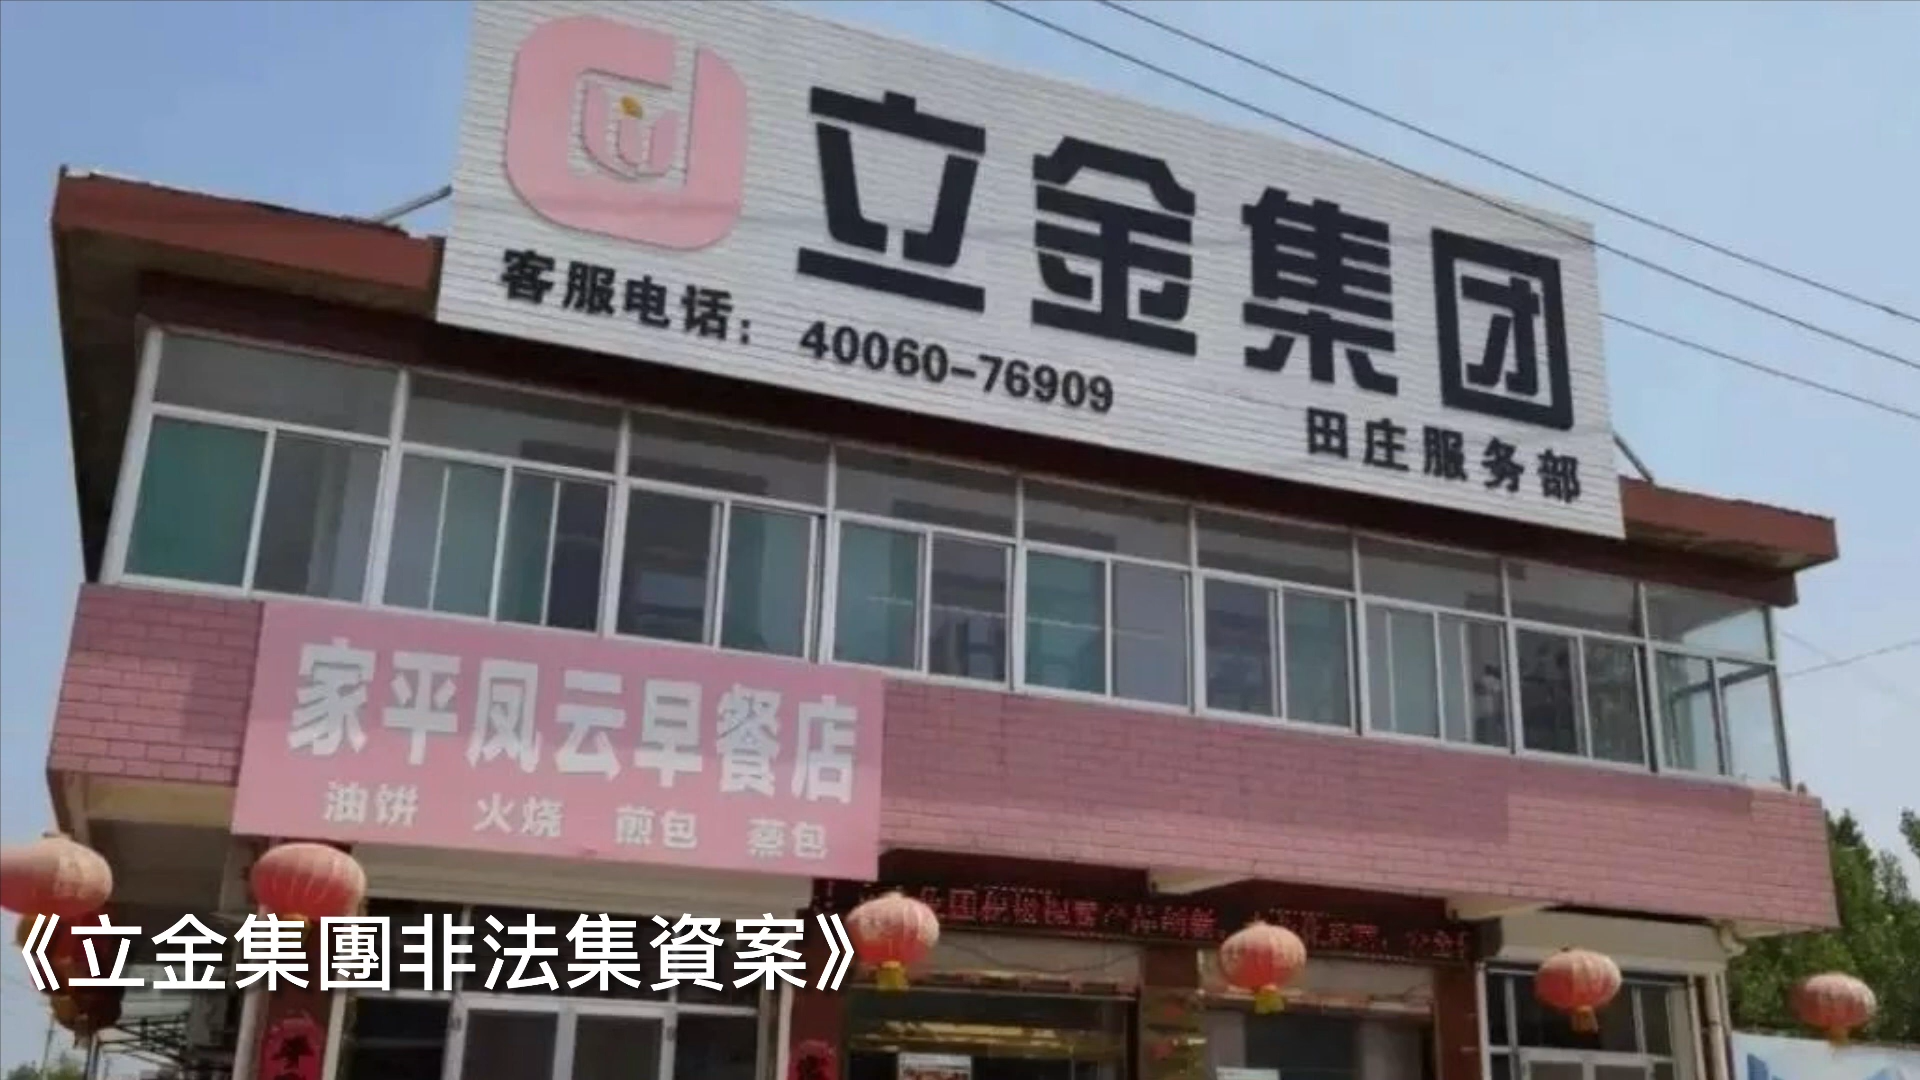 立金集团
客服电话： 40060-76909
田庄服务部
家平凤云早餐店
油饼 火烧 煎包 蒸包
《立金集團非法集資案》